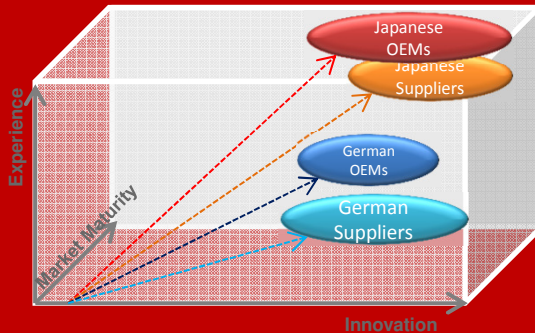 Japanese
OEMs
Japanese
Suppliers
German
OEMs
German
Suppliers
Experience
Market Maturity
Innovation